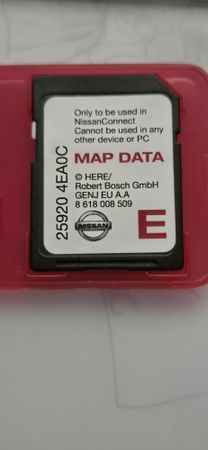 Only to be used in
NissanConnect
Cannot be used in any
other device or PC
MAP DATA
© HERE/
Robert Bosch GmbH
GENJ EU A.A
8 618 008 509
NISSAN
E
25920 4EA0C